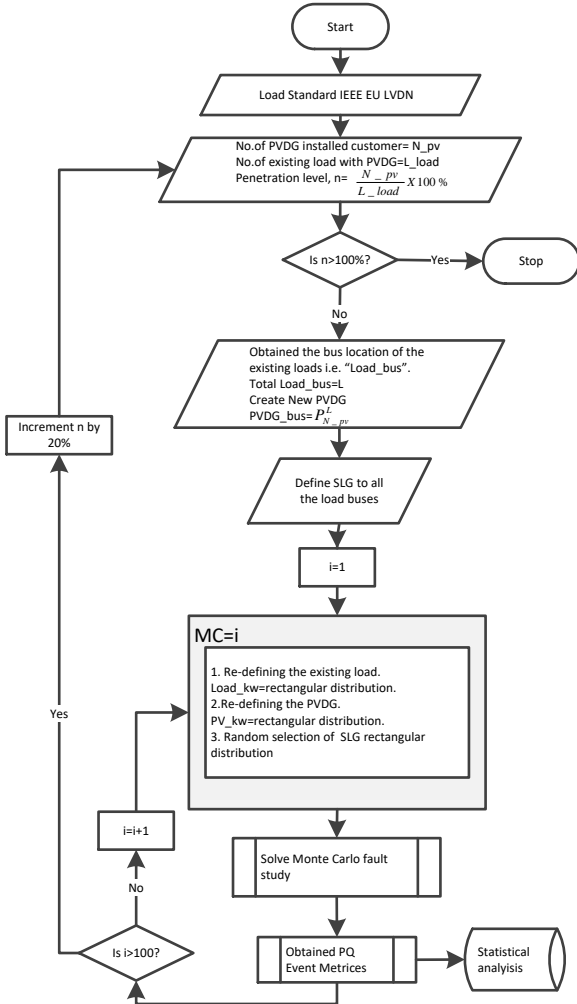 Start
Load Standard IEEE EU LVDN
No.of PVDG installed customer= N_pv
No.of existing load with PVDG=L_load
Penetration level, n= N_pv / L_load X100 %
Is n>100%?
Yes
Stop
No
Obtained the bus location of the
existing loads i.e. “Load_bus”.
Total Load_bus=L
Create New PVDG
PVDG_bus= P^L_N_pv
Increment n by
20%
Define SLG to all
the load buses
i=1
MC=i
1. Re-defining the existing load.
Load_kw=rectangular distribution.
2.Re-defining the PVDG.
PV_kw=rectangular distribution.
3. Random selection of SLG rectangular
distribution
Yes
i=i+1
Solve Monte Carlo fault
study
No
Is i>100?
Obtained PQ
Event Metrices
Statistical
analyisis